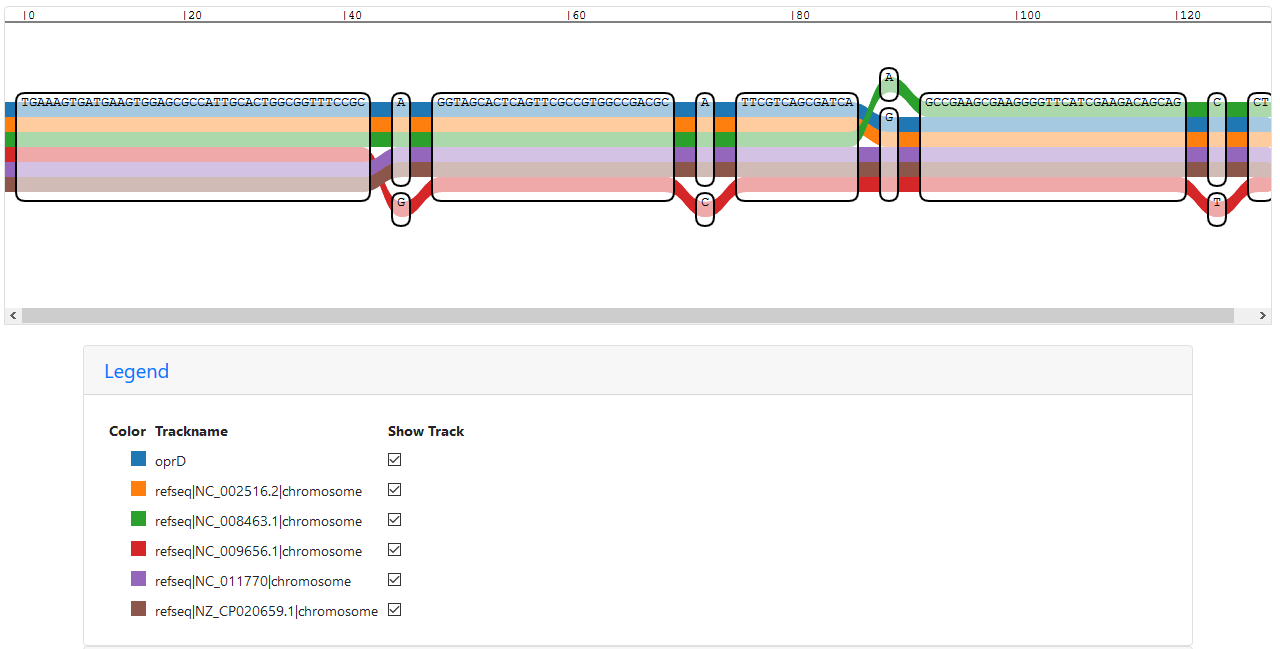 |0 |20 |40 |60 |80 |100 |120
A
TGAAAGTGATGAAGTGGAGCGCCATTGCACTGGCGGTTTCCGC A GGTAGCACTCAGTTCGCCGTGGCCGACGC A TTCGTCAGCGATCA GCCGAAGCGAAGGGGTTCATCGAAGACAGCAG C CT
G
G C T
Legend
Color Trackname Show Track
oprD
refseq|NC_002516.2|chromosome
refseq|NC_008463.1|chromosome
refseq|NC_009656.1|chromosome
refseq|NC_011770|chromosome
refseq|NZ_CP020659.1|chromosome